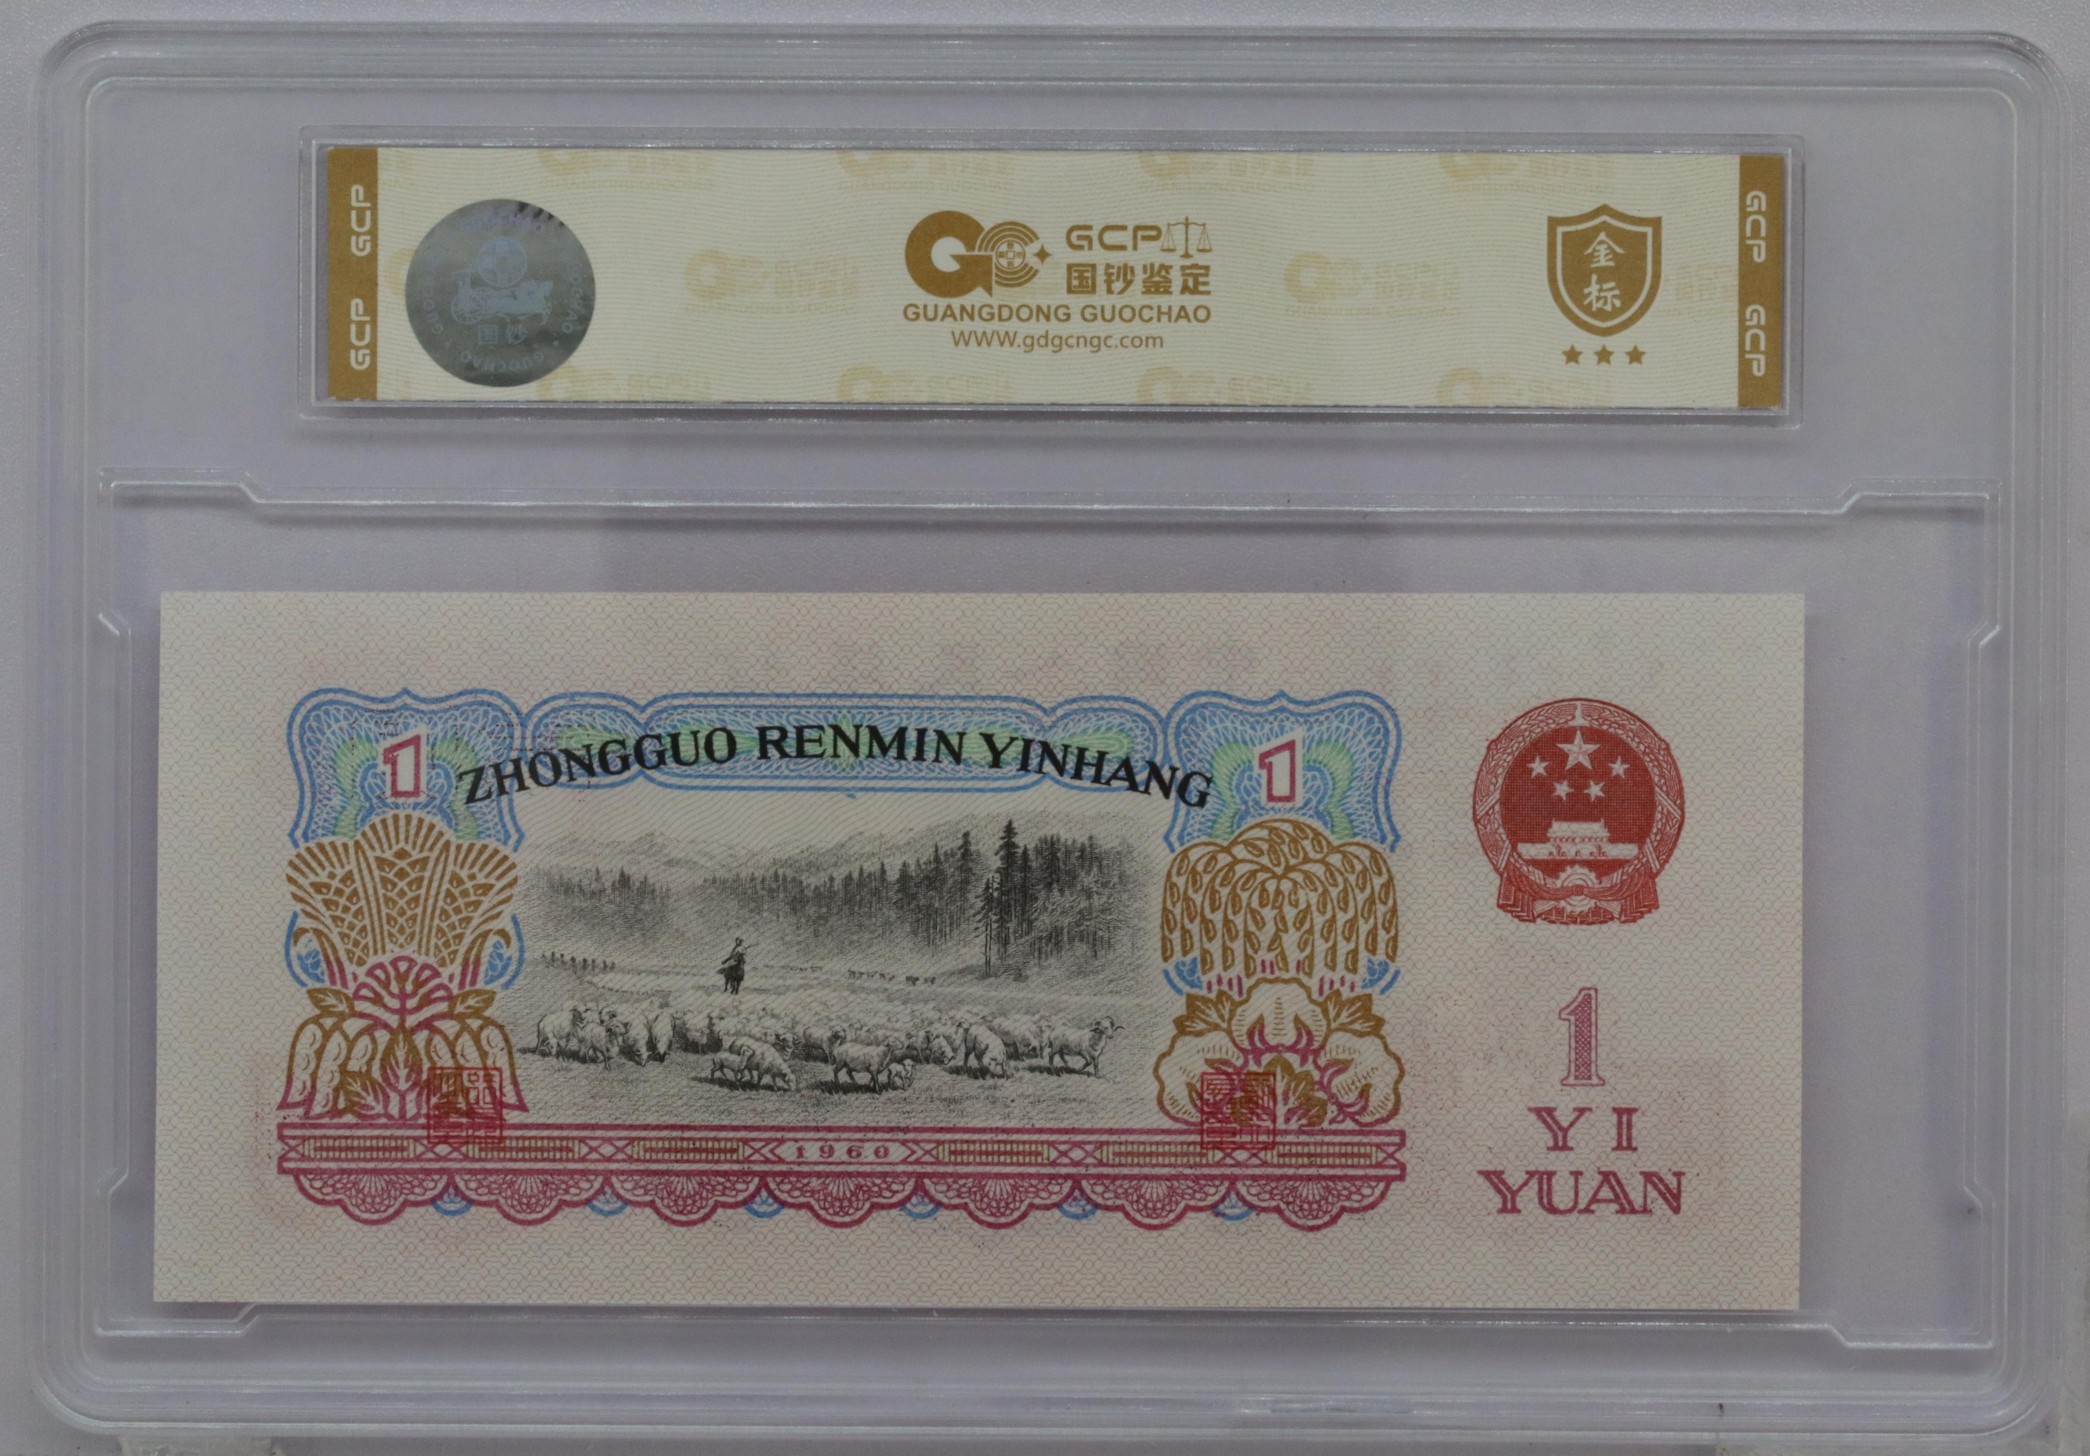 GCP
GCP
国钞
GUOCHAO
GCP
国钞鉴定
GUANGDONG GUOCHAO
WWW.gdgcngc.com
金
标
GCP
GCP
1
ZHONGGUO RENMIN YINHANG
1
1960
1
YI
YUAN